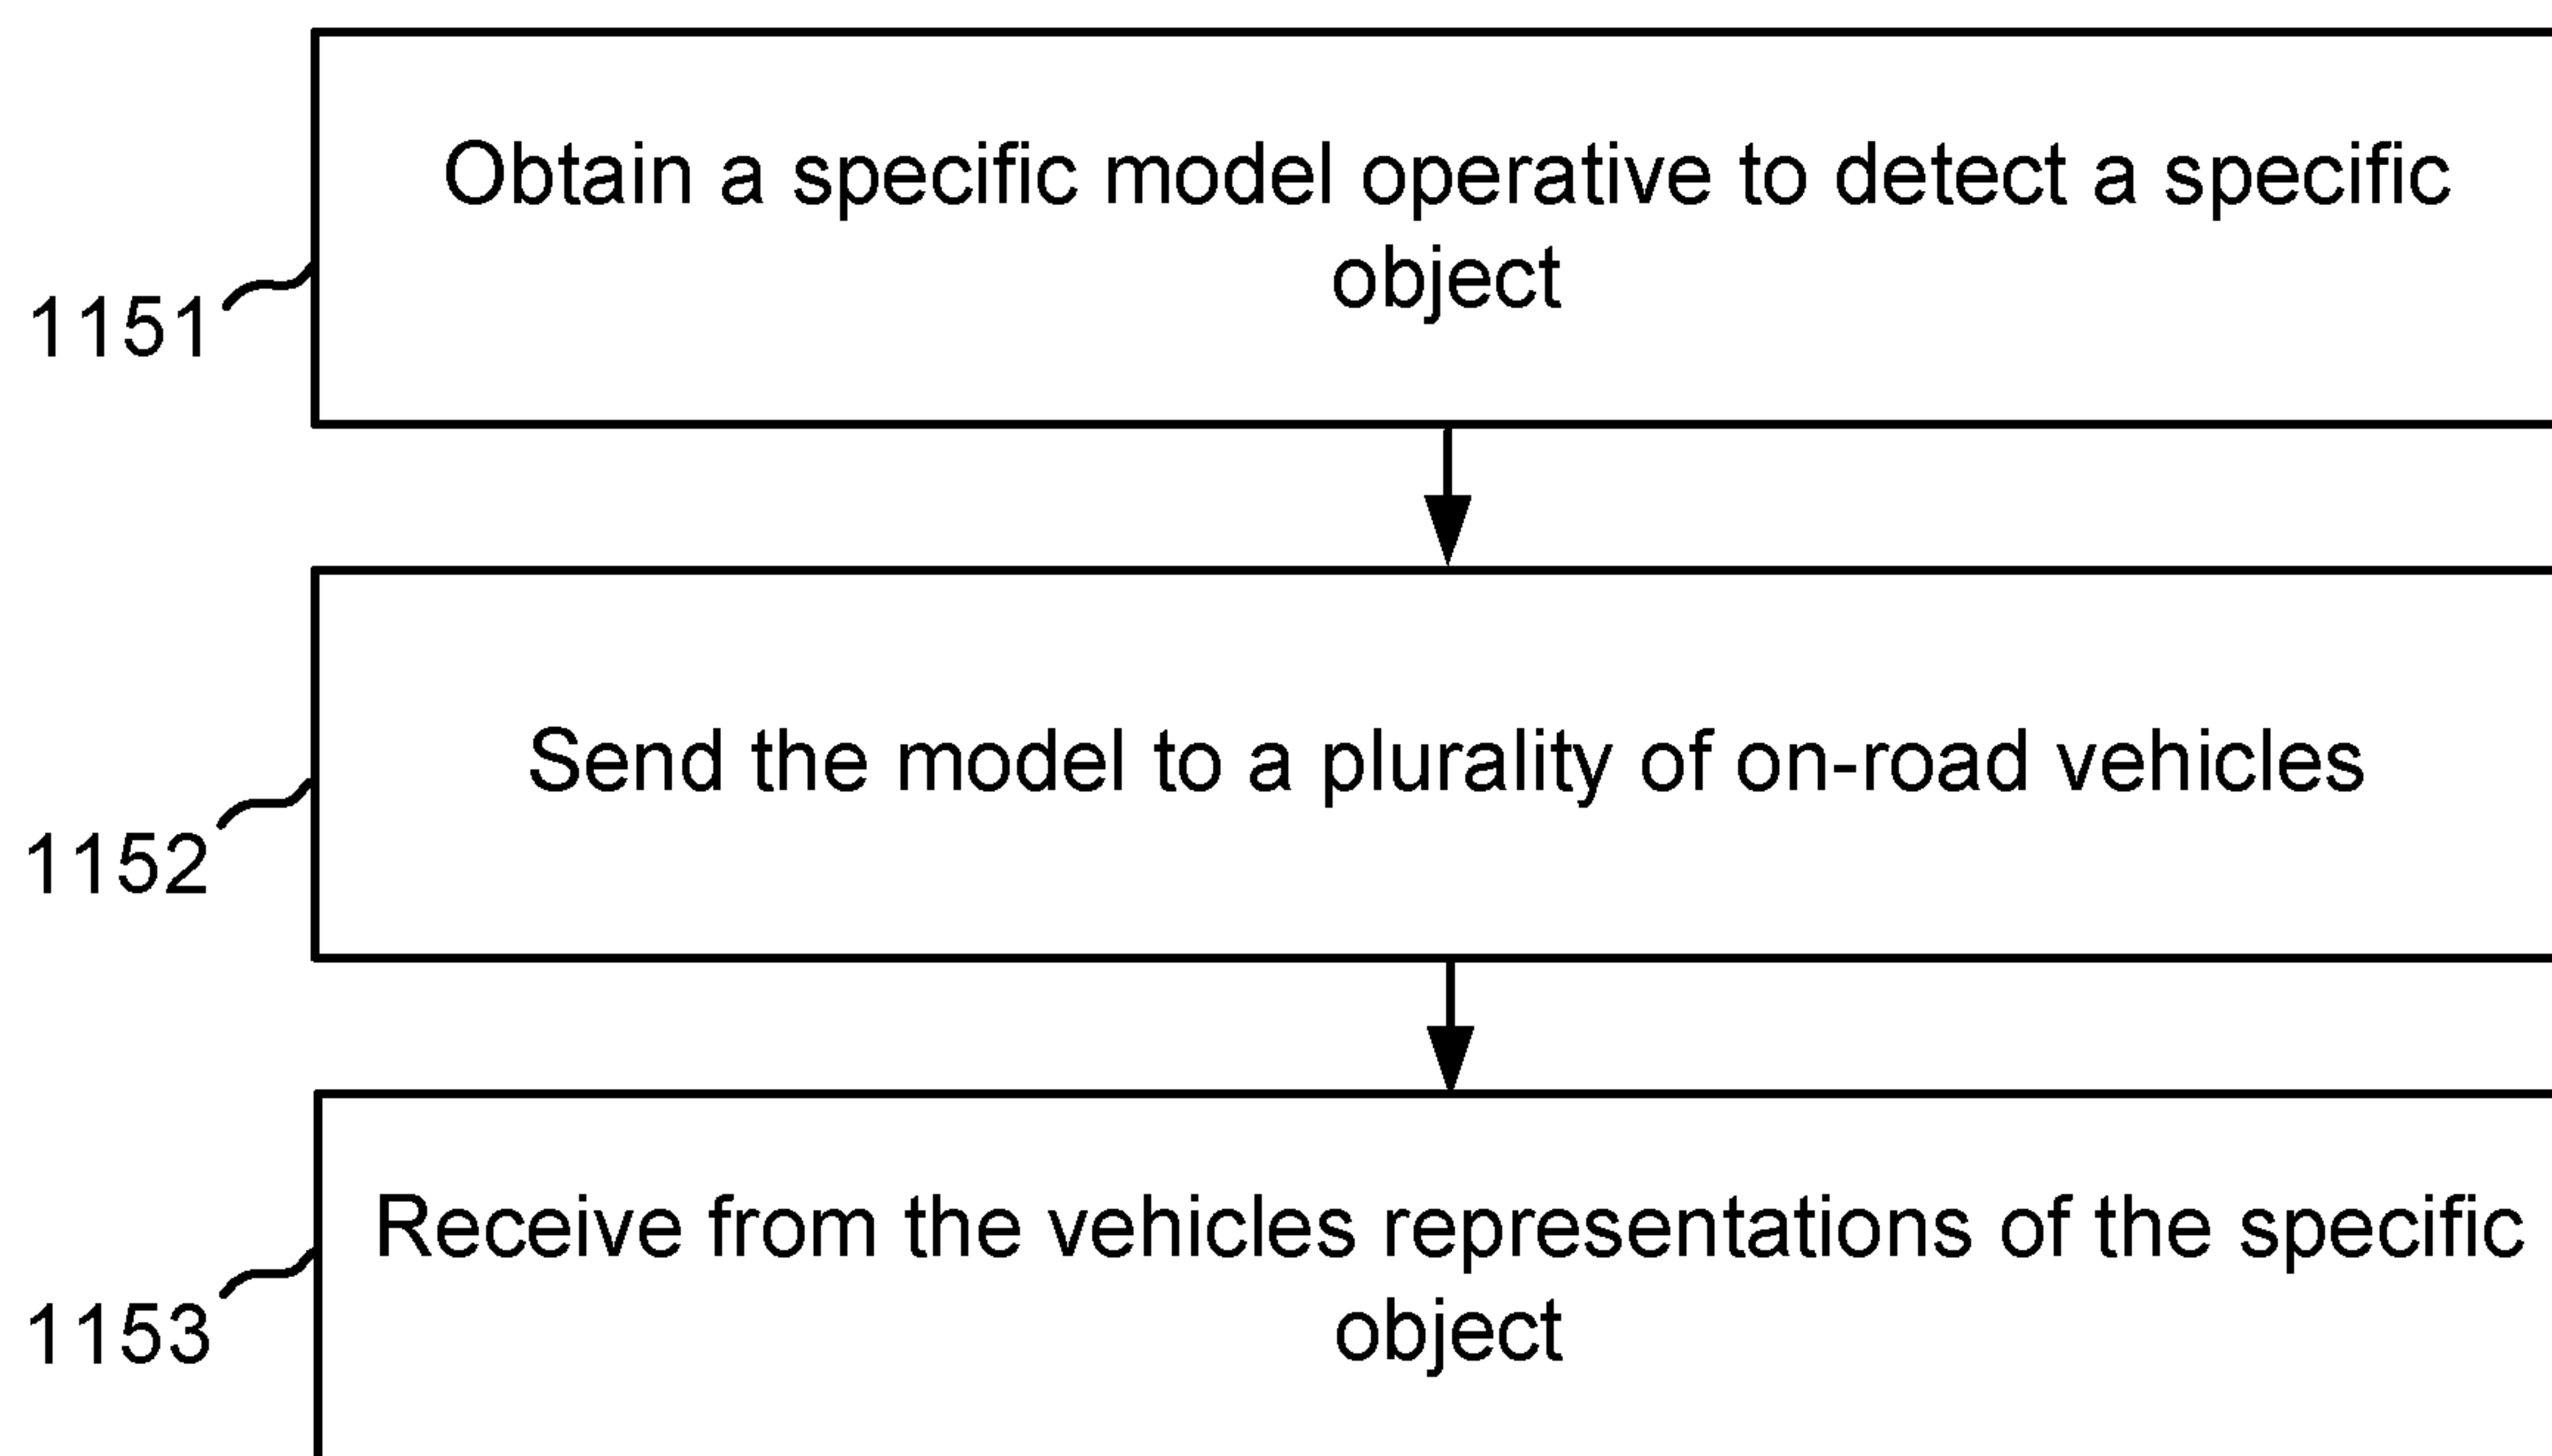 Obtain a specific model operative to detect a specific
object
1151
Send the model to a plurality of on-road vehicles
1152
Receive from the vehicles representations of the specific
object
1153